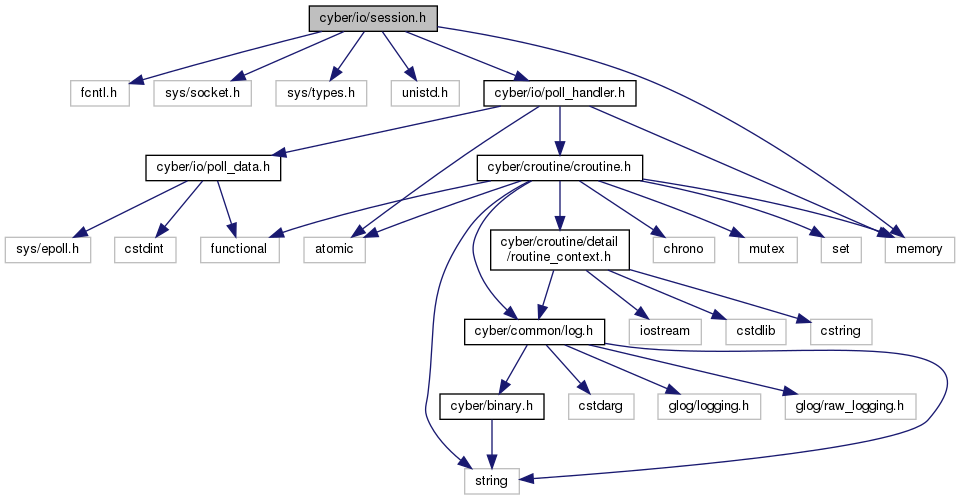 cyber/io/session.h
fcntl.h
sys/socket.h
sys/types.h
unistd.h
cyber/io/poll_handler.h
cyber/io/poll_data.h
cyber/croutine/croutine.h
sys/epoll.h
cstdint
functional
atomic
cyber/croutine/detail
/routine_context.h
chrono
mutex
set
memory
cyber/common/log.h
iostream
cstdlib
cstring
cyber/binary.h
cstdarg
glog/logging.h
glog/raw_logging.h
string